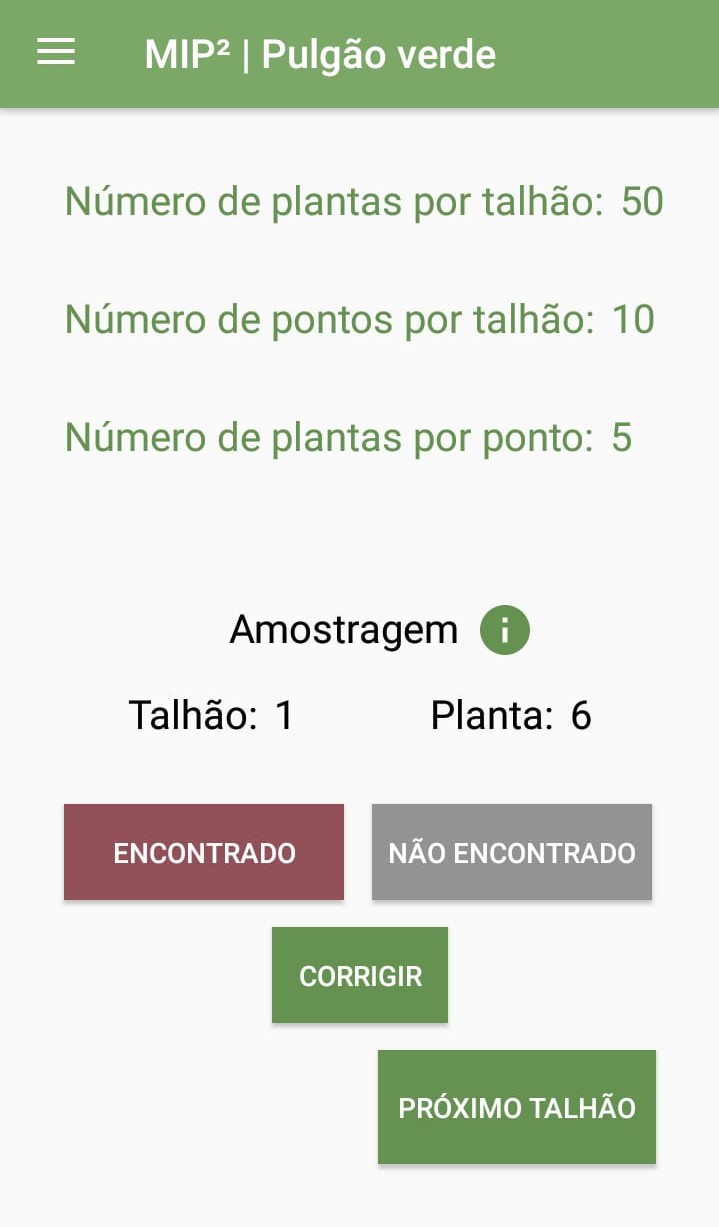 MIP² | Pulgão verde
Número de plantas por talhão: 50
Número de pontos por talhão: 10
Número de plantas por ponto: 5
Amostragem i
Talhão: 1 Planta: 6
ENCONTRADO NÃO ENCONTRADO
CORRIGIR
PRÓXIMO TALHÃO